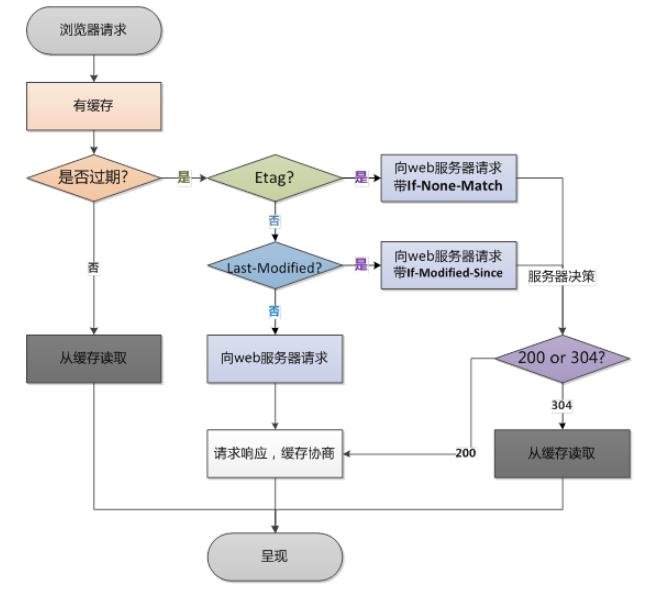 浏览器请求
有缓存
是否过期?
是
Etag?
是
向web服务器请求
带If-None-Match
否
否
Last-Modified?
是
向web服务器请求
带If-Modified-Since
服务器决策
否
从缓存读取
向web服务器请求
200 or 304?
304
请求响应，缓存协商
200
从缓存读取
呈现